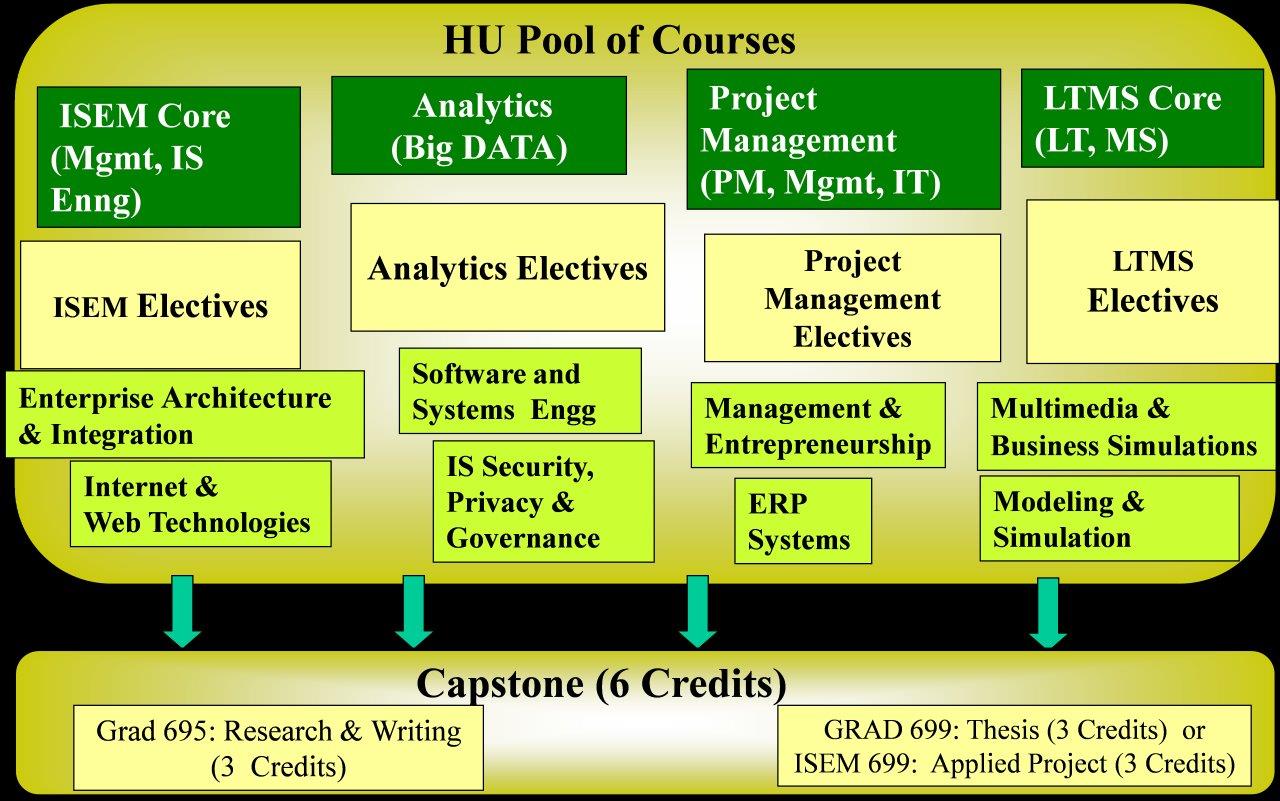 HU Pool of Courses
ISEM Core
(Mgmt, IS
Enng)
Analytics
(Big DATA)
Project
Management
(PM, Mgmt, IT)
LTMS Core
(LT, MS)
ISEM Electives
Analytics Electives
Project
Management
Electives
LTMS
Electives
Enterprise Architecture
& Integration
Internet &
Web Technologies
Software and
Systems Engg
IS Security,
Privacy &
Governance
Management &
Entrepreneurship
ERP
Systems
Multimedia &
Business Simulations
Modeling &
Simulation
Capstone (6 Credits)
Grad 695: Research & Writing
(3 Credits)
GRAD 699: Thesis (3 Credits) or
ISEM 699: Applied Project (3 Credits)